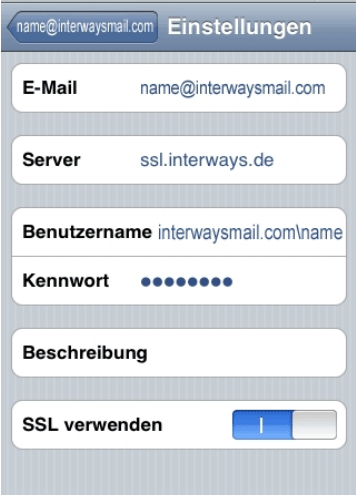 name@interwaysmail.com Einstellungen
E-Mail name@interwaysmail.com
Server ssl.interways.de
Benutzername interwaysmail.com\name
Kennwort ●●●●●●●●
Beschreibung
SSL verwenden I